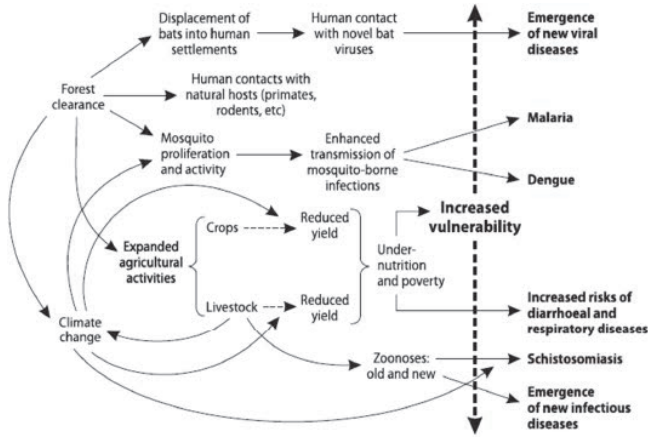 Displacement of
bats into human
settlements
Human contact
with novel bat
viruses
Emergence
of new viral
diseases
Forest
clearance
Human contacts with
natural hosts (primates,
rodents, etc)
Mosquito
proliferation
and activity
Enhanced
transmission of
mosquito-borne
infections
Malaria
Dengue
Increased
vulnerability
Expanded
agricultural
activities
Crops
Reduced
yield
Under-
nutrition
and poverty
Livestock
Reduced
yield
Increased risks of
diarrhoeal and
respiratory diseases
Climate
change
Zoonoses:
old and new
Schistosomiasis
Emergence
of new infectious
diseases